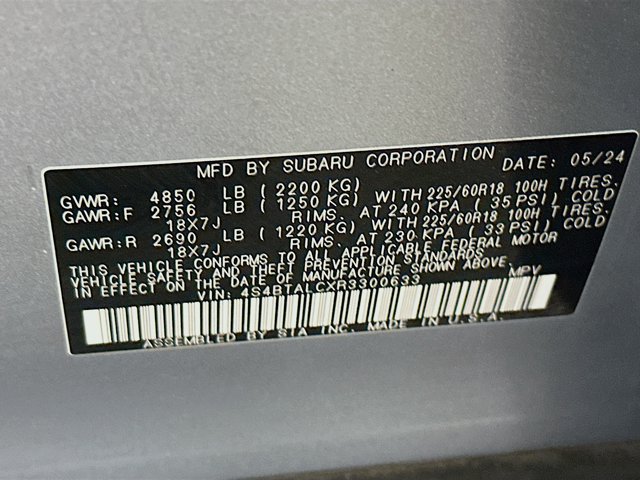 MFD BY SUBARU CORPORATION DATE: 05/24
GVWR: 4850 LB ( 2200 KG)
GAWR:F 2756 LB ( 1250 KG) WITH 225/60R18 100H TIRES,
18X7J RIMS, AT 240 KPA ( 35 PSI) COLD
GAWR:R 2690 LB ( 1220 KG) WITH 225/60R18 100H TIRES,
18X7J RIMS, AT 230 KPA ( 33 PSI) COLD
THIS VEHICLE CONFORMS TO ALL APPLICABLE FEDERAL MOTOR
VEHICLE SAFETY AND THEFT PREVENTION STANDARDS
IN EFFECT ON THE DATE OF MANUFACTURE SHOWN ABOVE.
VIN: 4S4BTALCXR3300633 MPV
ASSEMBLED BY SIA INC. MADE IN U.S.A.